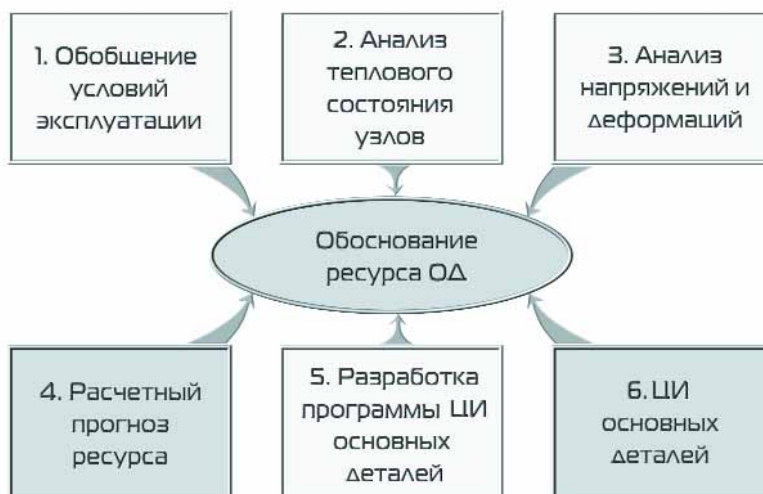 1. Обобщение
условий
эксплуатации
2. Анализ
теплового
состояния
узлов
3. Анализ
напряжений и
деформаций
Обоснование
ресурса ОД
4. Расчетный
прогноз
ресурса
5. Разработка
программы ЦИ
основных
деталей
6. ЦИ
основных
деталей